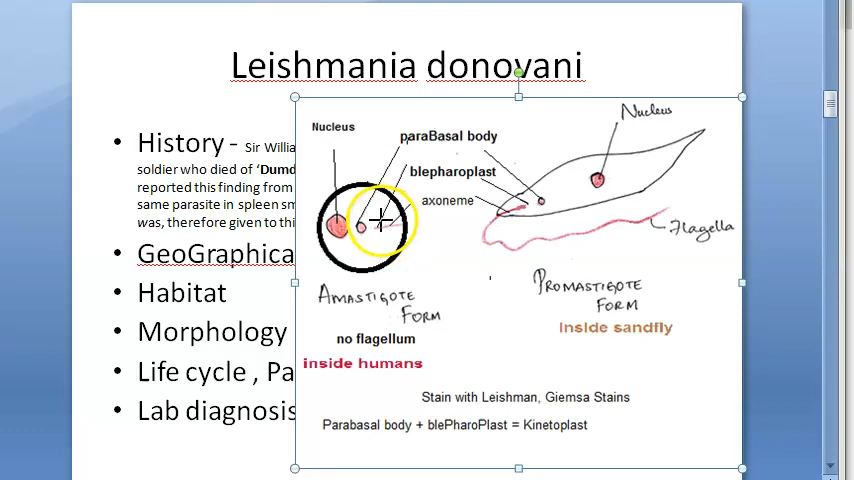 Leishmania donovani
• History - Sir Willia
soldier who died of ‘Dumd
reported this finding from
same parasite in spleen sm
was, therefore given to thi
• GeoGraphica
• Habitat
• Morphology
• Life cycle , Pa
• Lab diagnosis
Nucleus
paraBasal body
blepharoplast
axoneme
Nucleus
Flagella
AMASTIGOTE
FORM
no flagellum
inside humans
PROMASTIGOTE
FORM
inside sandfly
Stain with Leishman, Giemsa Stains
Parabasal body + blePharoPlast = Kinetoplast